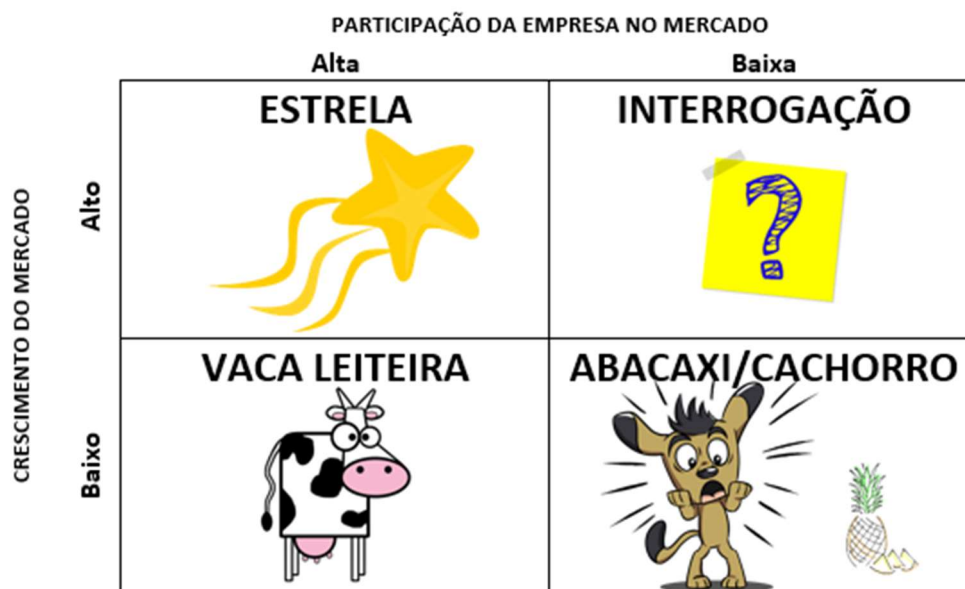 PARTICIPAÇÃO DA EMPRESA NO MERCADO
Alta
Baixa
CRESCIMENTO DO MERCADO
Alto
ESTRELA
INTERROGAÇÃO
?
Baixo
VACA LEITEIRA
ABACAXI/CACHORRO